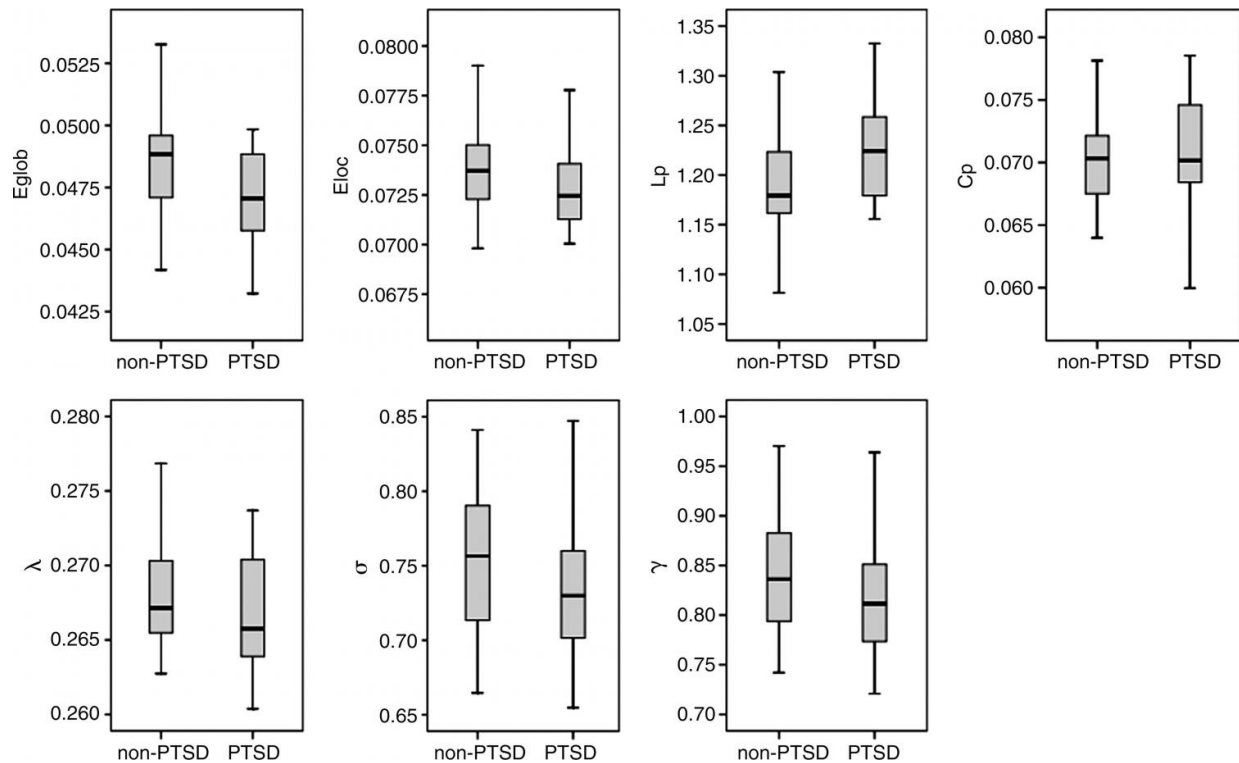 Eglob
0.0525
0.0500
0.0475
0.0450
0.0425
non-PTSD PTSD
Eloc
0.0800
0.0775
0.0750
0.0725
0.0700
0.0675
non-PTSD PTSD
Lp
1.35
1.30
1.25
1.20
1.15
1.10
1.05
non-PTSD PTSD
Cp
0.080
0.075
0.070
0.065
0.060
non-PTSD PTSD
λ
0.280
0.275
0.270
0.265
0.260
non-PTSD PTSD
σ
0.85
0.80
0.75
0.70
0.65
non-PTSD PTSD
γ
1.00
0.95
0.90
0.85
0.80
0.75
0.70
non-PTSD PTSD